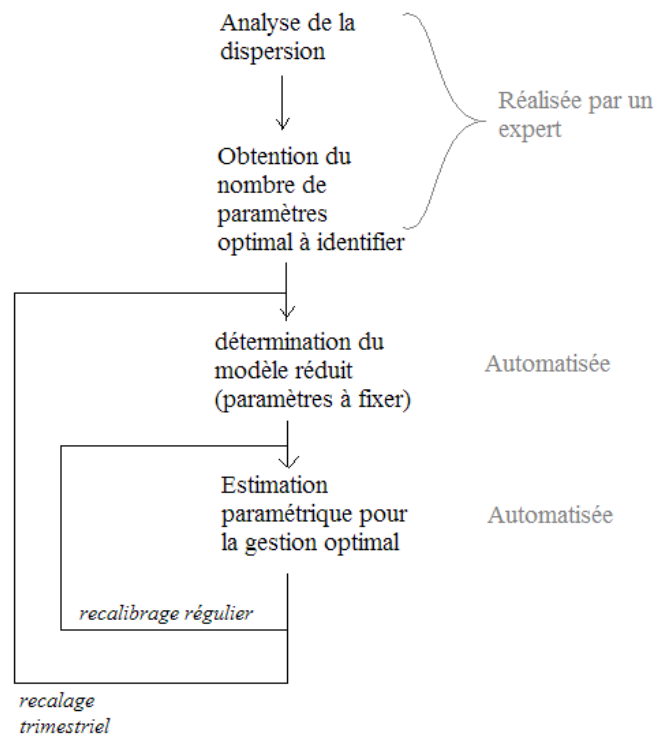 Analyse de la
dispersion
Réalisée par un
expert
Obtention du
nombre de
paramètres
optimal à identifier
détermination du
modèle réduit
(paramètres à fixer)
Automatisée
Estimation
paramétrique pour
la gestion optimal
Automatisée
recalibrage régulier
recalage
trimestriel